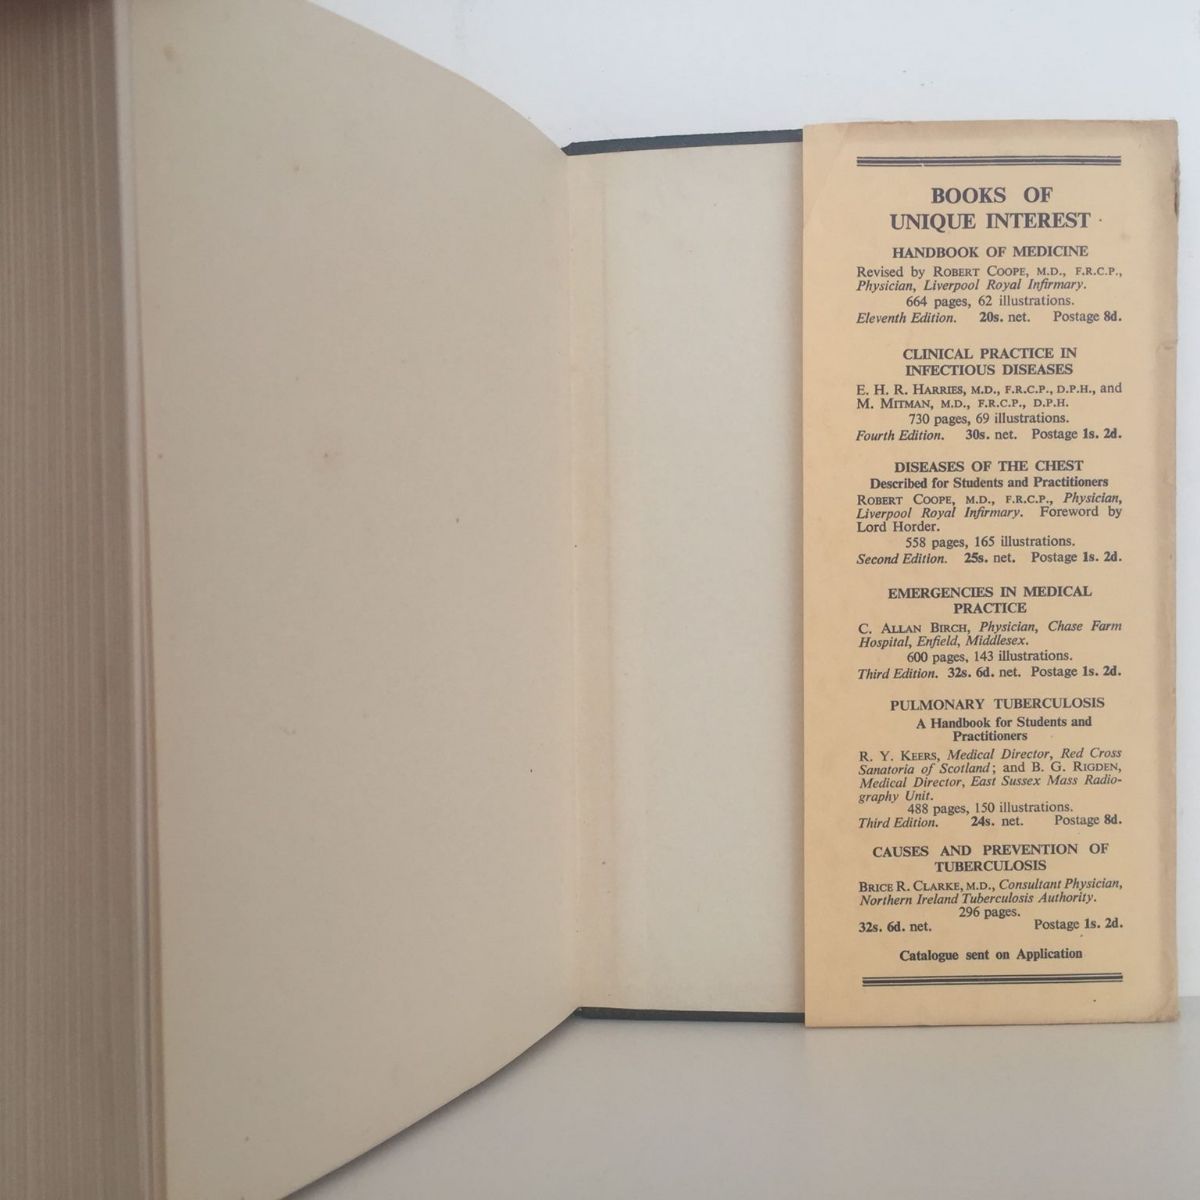 BOOKS OF
UNIQUE INTEREST
HANDBOOK OF MEDICINE
Revised by ROBERT COOPE, M.D., F.R.C.P.,
Physician, Liverpool Royal Infirmary.
664 pages, 62 illustrations.
Eleventh Edition. 20s. net. Postage 8d.
CLINICAL PRACTICE IN
INFECTIOUS DISEASES
E. H. R. HARRIES, M.D., F.R.C.P., D.P.H., and
M. MITMAN, M.D., F.R.C.P., D.P.H.
730 pages, 69 illustrations.
Fourth Edition. 30s. net. Postage 1s. 2d.
DISEASES OF THE CHEST
Described for Students and Practitioners
ROBERT COOPE, M.D., F.R.C.P., Physician,
Liverpool Royal Infirmary. Foreword by
Lord Horder.
558 pages, 165 illustrations.
Second Edition. 25s. net. Postage 1s. 2d.
EMERGENCIES IN MEDICAL
PRACTICE
C. ALLAN BIRCH, Physician, Chase Farm
Hospital, Enfield, Middlesex.
600 pages, 143 illustrations.
Third Edition. 32s. 6d. net. Postage 1s. 2d.
PULMONARY TUBERCULOSIS
A Handbook for Students and
Practitioners
R. Y. KEERS, Medical Director, Red Cross
Sanatoria of Scotland; and B. G. RIGDEN,
Medical Director, East Sussex Mass Radio-
graphy Unit.
488 pages, 150 illustrations.
Third Edition. 24s. net. Postage 8d.
CAUSES AND PREVENTION OF
TUBERCULOSIS
BRICE R. CLARKE, M.D., Consultant Physician,
Northern Ireland Tuberculosis Authority.
296 pages.
32s. 6d. net. Postage 1s. 2d.
Catalogue sent on Application